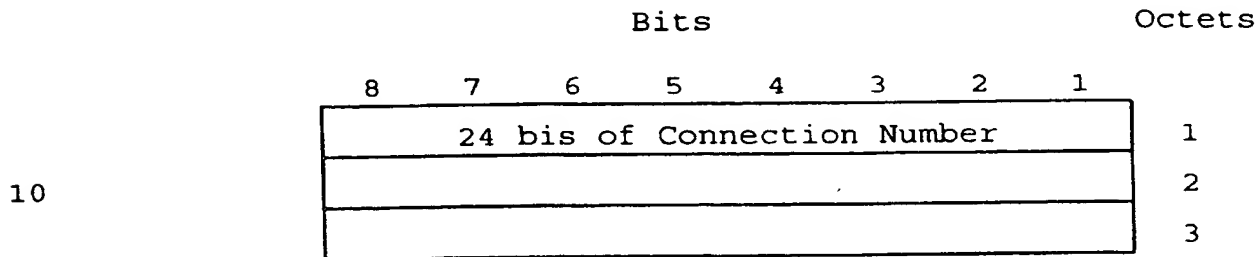 Bits Octets
8 7 6 5 4 3 2 1
24 bis of Connection Number 1
10 2
3